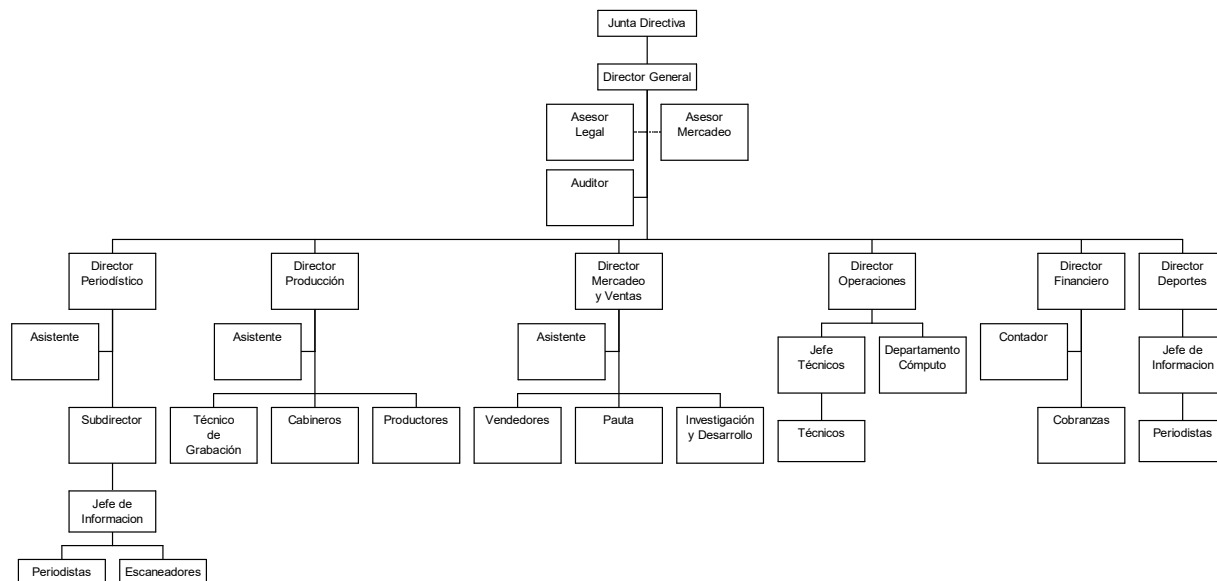 Junta Directiva
Director General
Asesor
Legal
Asesor
Mercadeo
Auditor
Director
Periodístico
Director
Producción
Director
Mercadeo
y Ventas
Director
Operaciones
Director
Financiero
Director
Deportes
Asistente
Asistente
Asistente
Jefe
Técnicos
Departamento
Cómputo
Contador
Jefe de
Informacion
Subdirector
Técnico
de
Grabación
Cabineros
Productores
Vendedores
Pauta
Investigación
y Desarrollo
Técnicos
Cobranzas
Periodistas
Jefe de
Informacion
Periodistas
Escaneadores